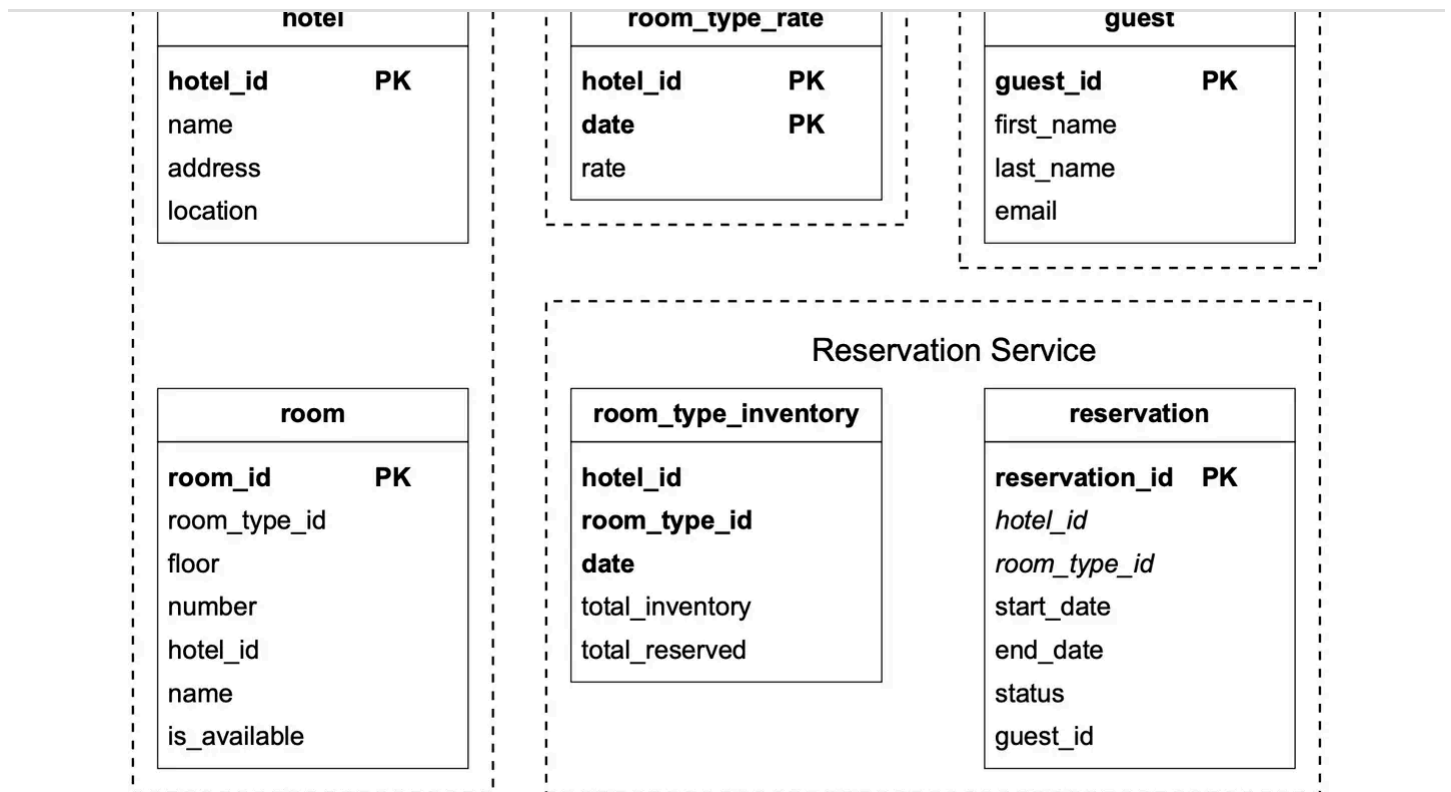 hotel
hotel_id PK
name
address
location
room_type_rate
hotel_id PK
date PK
rate
guest
guest_id PK
first_name
last_name
email
room
room_id PK
room_type_id
floor
number
hotel_id
name
is_available
Reservation Service
room_type_inventory
hotel_id
room_type_id
date
total_inventory
total_reserved
reservation
reservation_id PK
hotel_id
room_type_id
start_date
end_date
status
guest_id